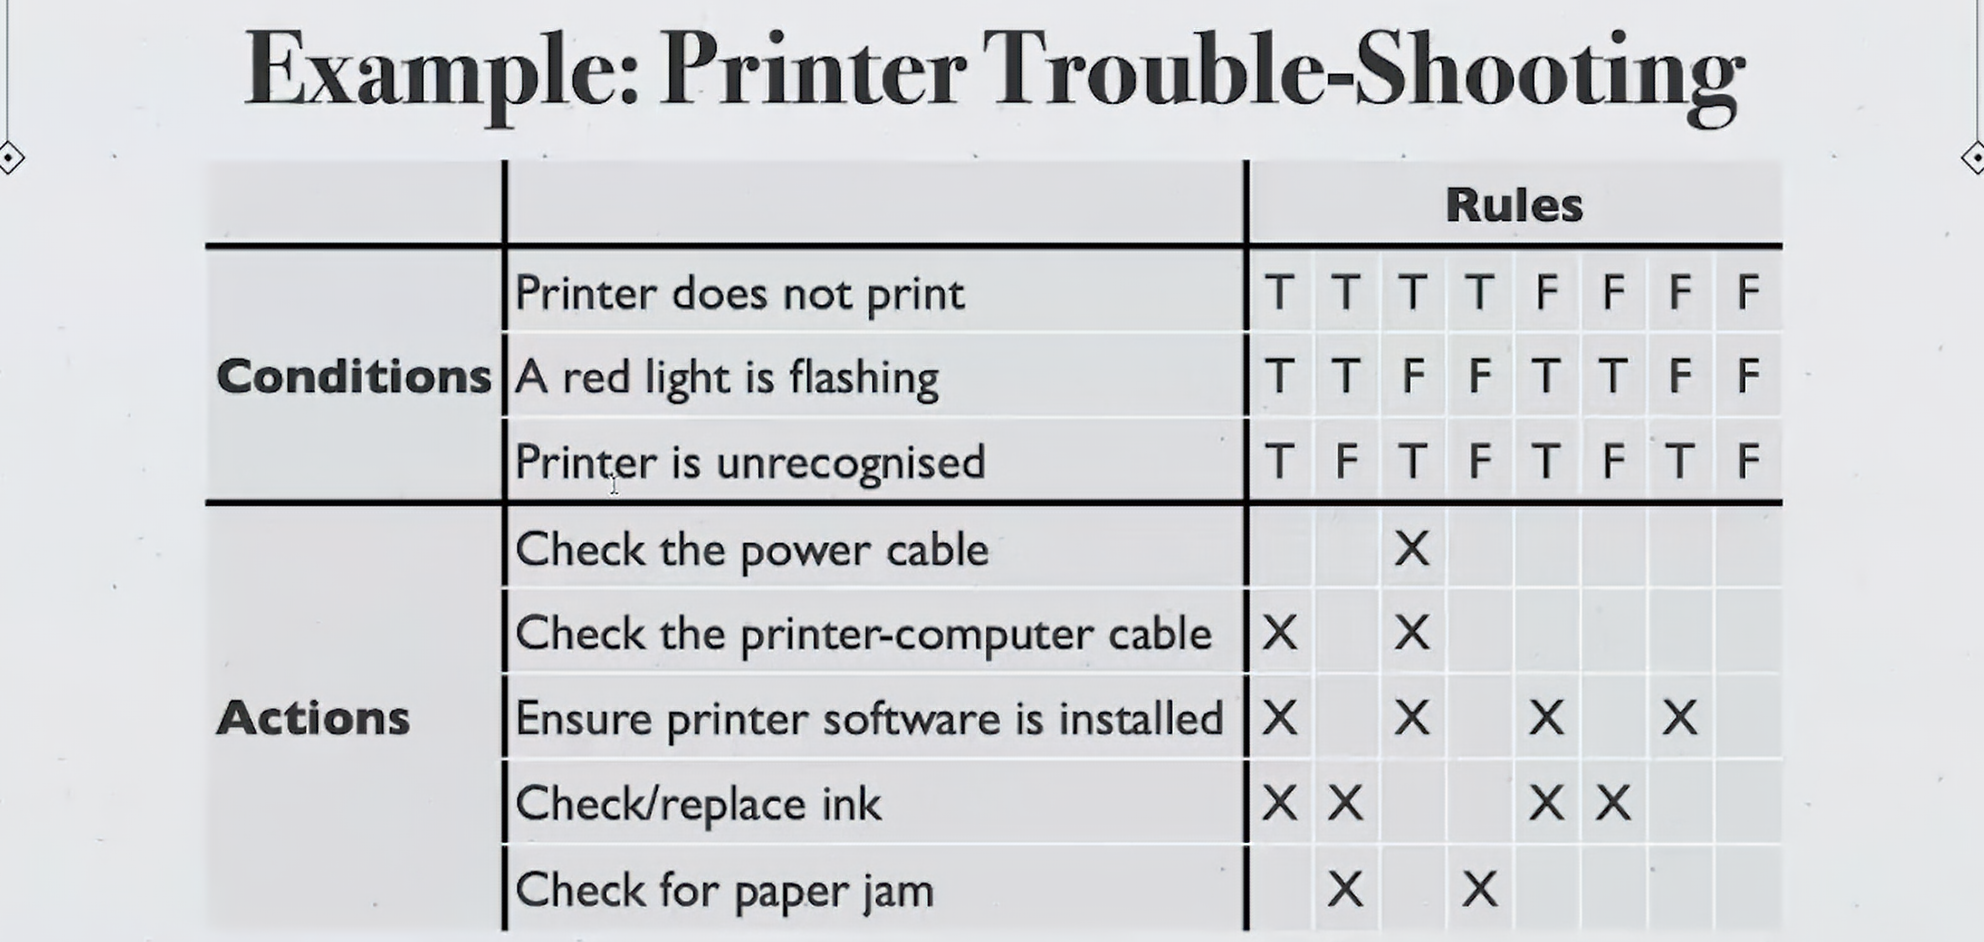 Example: Printer Trouble-Shooting
Rules
Conditions
Printer does not print T T T T F F F F
A red light is flashing T T F F T T F F
Printer is unrecognised T F T F T F T F
Actions
Check the power cable X
Check the printer-computer cable X X
Ensure printer software is installed X X X X
Check/replace ink X X X X
Check for paper jam X X